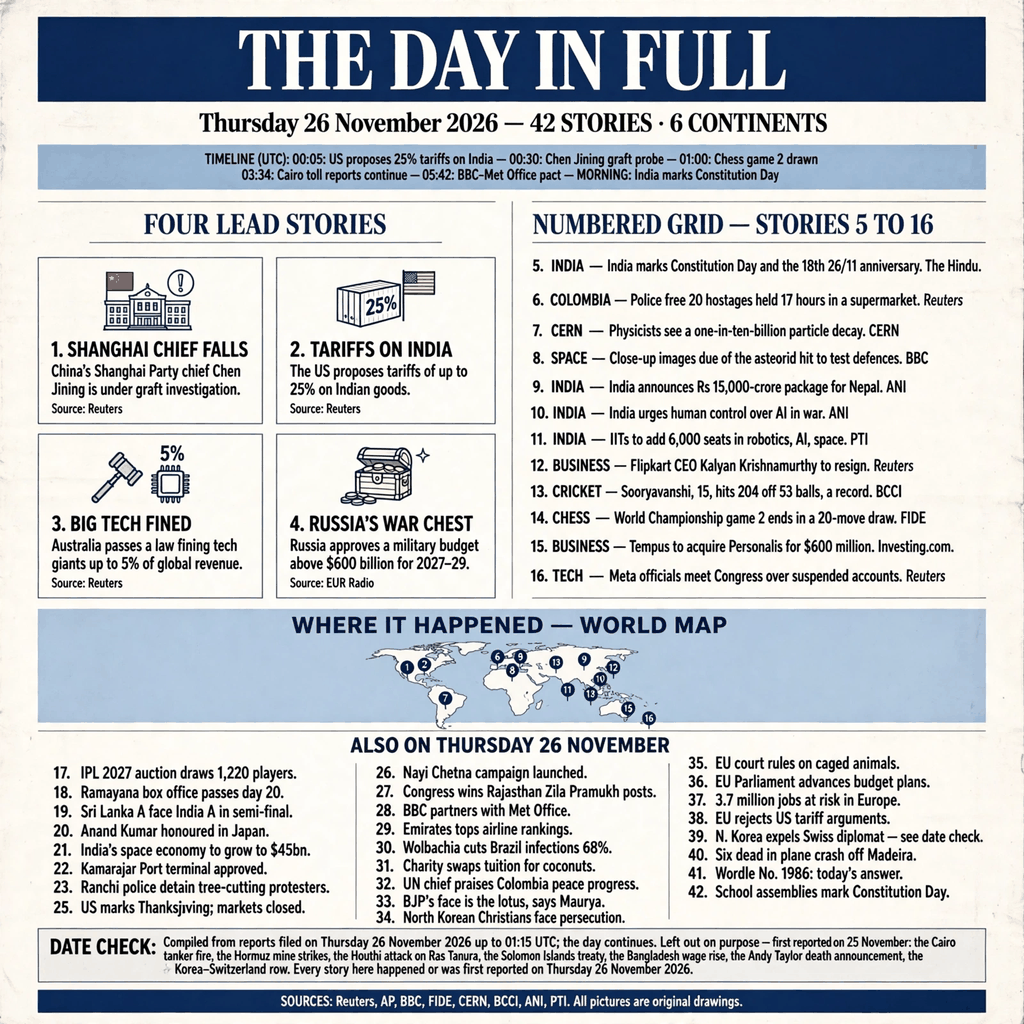 THE DAY IN FULL
Thursday 26 November 2026 — 42 STORIES · 6 CONTINENTS
TIMELINE (UTC): 00:05: US proposes 25% tariffs on India — 00:30: Chen Jining graft probe — 01:00: Chess game 2 drawn
03:34: Cairo toll reports continue — 05:42: BBC–Met Office pact — MORNING: India marks Constitution Day
FOUR LEAD STORIES
1. SHANGHAI CHIEF FALLS
China's Shanghai Party chief Chen
Jining is under graft investigation.
Source: Reuters
25%
2. TARIFFS ON INDIA
The US proposes tariffs of up to
25% on Indian goods.
Source: Reuters
5%
3. BIG TECH FINED
Australia passes a law fining tech
giants up to 5% of global revenue.
Source: Reuters
4. RUSSIA'S WAR CHEST
Russia approves a military budget
above $600 billion for 2027–29.
Source: EUR Radio
NUMBERED GRID — STORIES 5 TO 16
5. INDIA — India marks Constitution Day and the 18th 26/11 anniversary. The Hindu.
6. COLOMBIA — Police free 20 hostages held 17 hours in a supermarket. Reuters
7. CERN — Physicists see a one-in-ten-billion particle decay. CERN
8. SPACE — Close-up images due of the asteorid hit to test defences. BBC
9. INDIA — India announces Rs 15,000-crore package for Nepal. ANI
10. INDIA — India urges human control over AI in war. ANI
11. INDIA — IITs to add 6,000 seats in robotics, AI, space. PTI
12. BUSINESS — Flipkart CEO Kalyan Krishnamurthy to resign. Reuters
13. CRICKET — Sooryavanshi, 15, hits 204 off 53 balls, a record. BCCI
14. CHESS — World Championship game 2 ends in a 20-move draw. FIDE
15. BUSINESS — Tempus to acquire Personalis for $600 million. Investing.com.
16. TECH — Meta officials meet Congress over suspended accounts. Reuters
WHERE IT HAPPENED — WORLD MAP
1 2 6 9 8 13 9 12 10 11 13 7 15 16
ALSO ON THURSDAY 26 NOVEMBER
17. IPL 2027 auction draws 1,220 players.
18. Ramayana box office passes day 20.
19. Sri Lanka A face India A in semi-final.
20. Anand Kumar honoured in Japan.
21. India's space economy to grow to $45bn.
22. Kamarajar Port terminal approved.
23. Ranchi police detain tree-cutting protesters.
25. US marks Thanksjving; markets closed.
26. Nayi Chetna campaign launched.
27. Congress wins Rajasthan Zila Pramukh posts.
28. BBC partners with Met Office.
29. Emirates tops airline rankings.
30. Wolbachia cuts Brazil infections 68%.
31. Charity swaps tuition for coconuts.
32. UN chief praises Colombia peace progress.
33. BJP's face is the lotus, says Maurya.
34. North Korean Christians face persecution.
35. EU court rules on caged animals.
36. EU Parliament advances budget plans.
37. 3.7 million jobs at risk in Europe.
38. EU rejects US tariff arguments.
39. N. Korea expels Swiss diplomat — see date check.
40. Six dead in plane crash off Madeira.
41. Wordle No. 1986: today's answer.
42. School assemblies mark Constitution Day.
DATE CHECK: Compiled from reports filed on Thursday 26 November 2026 up to 01:15 UTC; the day continues. Left out on purpose — first reported on 25 November: the Cairo
tanker fire, the Hormuz mine strikes, the Houthi attack on Ras Tanura, the Solomon Islands treaty, the Bangladesh wage rise, the Andy Taylor death announcement, the
Korea–Switzerland row. Every story here happened or was first reported on Thursday 26 November 2026.
SOURCES: Reuters, AP, BBC, FIDE, CERN, BCCI, ANI, PTI. All pictures are original drawings.